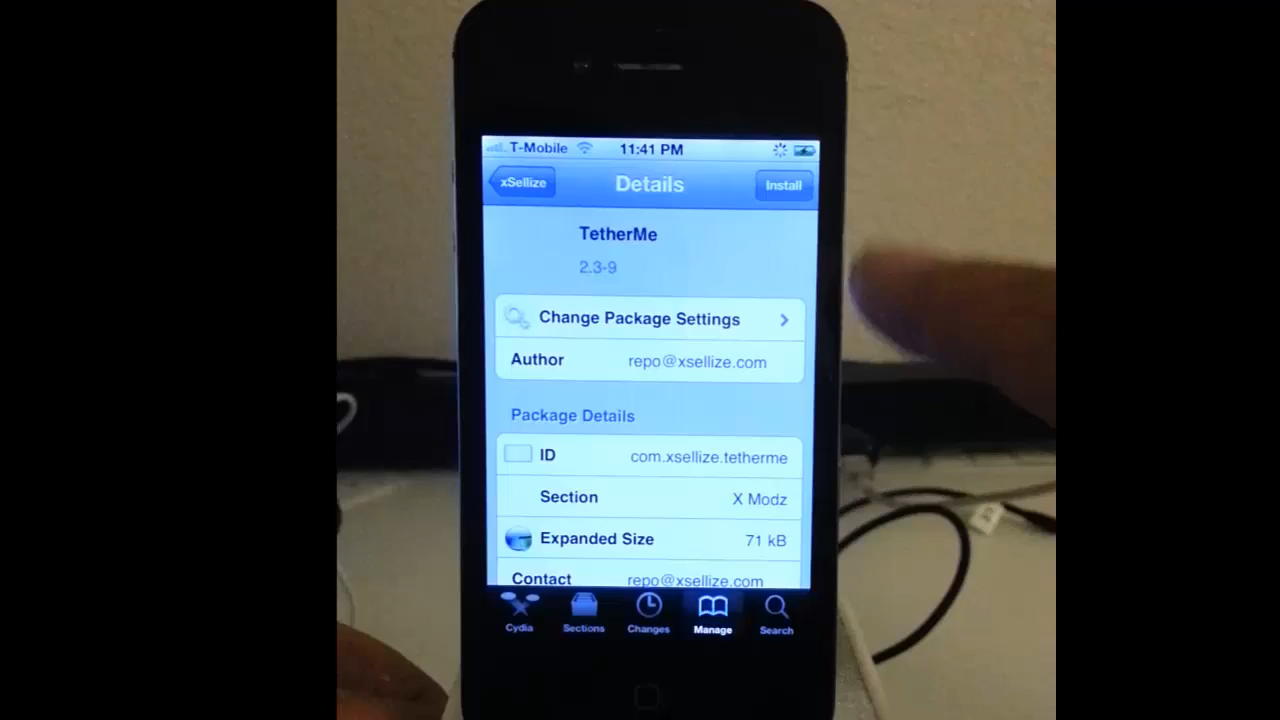 T-Mobile 11:41 PM
xSellize Details Install
TetherMe
2.3-9
Change Package Settings
Author repo@xsellize.com
Package Details
ID com.xsellize.tetherme
Section X Modz
Expanded Size 71 kB
Contact repo@xsellize.com
Cydia Sections Changes Manage Search